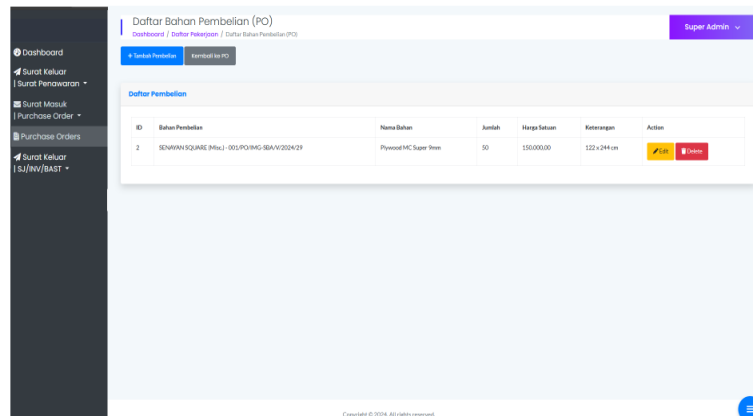 Daftar Bahan Pembelian (PO)
Dashboard / Daftar Pekerjaan / Daftar Bahan Pembelian (PO)
Super Admin
Dashboard
Surat Keluar
| Surat Penawaran
Surat Masuk
| Purchase Order
Purchase Orders
Surat Keluar
| SJ/INV/BAST
+ Tambah Pembelian Kembali ke PO
Daftar Pembelian
ID Bahan Pembelian Nama Bahan Jumlah Harga Satuan Keterangan Action
2 SENAYAN SQUARE (Misc.) - 001/PO/IMG-SBA/V/2024/29 Plywood MC Super 9mm 50 150.000,00 122 x 244 cm Edit Delete
Copyright © 2024. All rights reserved.